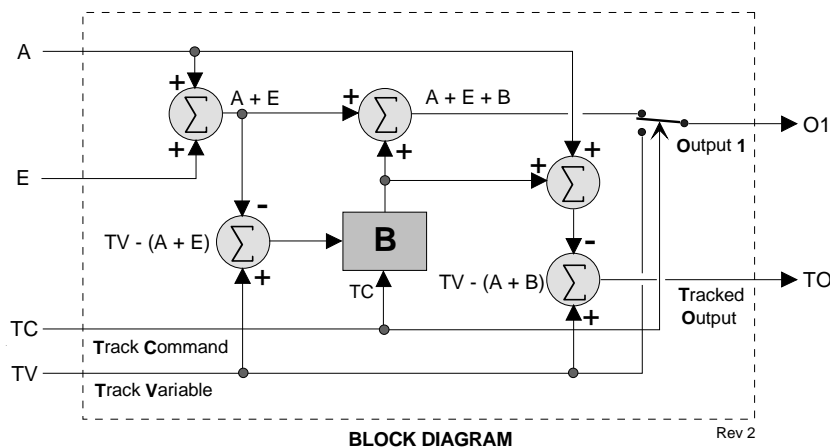 A
A + E
A + E + B
O1
Output 1
E
TV - (A + E)
B
TC
TV - (A + B)
TO
Tracked
Output
TC
Track Command
TV
Track Variable
BLOCK DIAGRAM
Rev 2
+
+
+
+
-
+
+
+
-
+
Σ
Σ
Σ
Σ
Σ